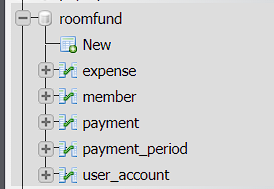 roomfund
New
expense
member
payment
payment_period
user_account